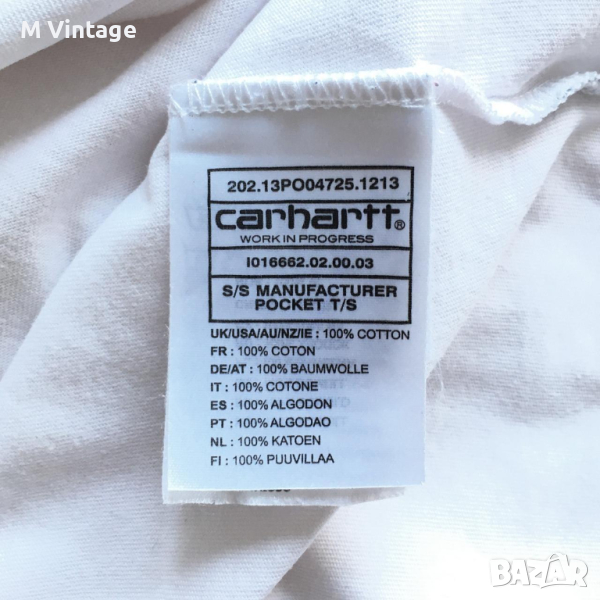 M Vintage
202.13PO04725.1213
carhartt®
WORK IN PROGRESS
I016662.02.00.03
S/S MANUFACTURER
POCKET T/S
UK/USA/AU/NZ/IE : 100% COTTON
FR : 100% COTON
DE/AT : 100% BAUMWOLLE
IT : 100% COTONE
ES : 100% ALGODON
PT : 100% ALGODAO
NL : 100% KATOEN
FI : 100% PUUVILLAA
BAZAR